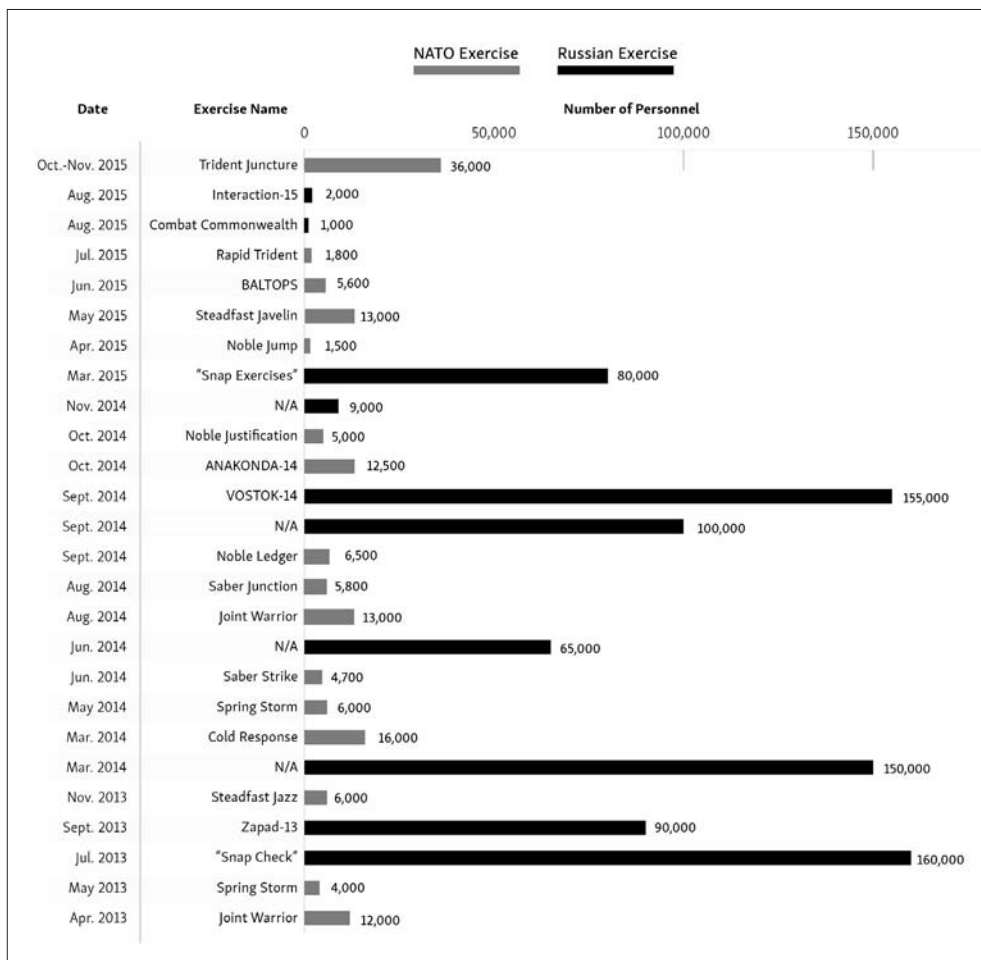 NATO Exercise Russian Exercise
Date Exercise Name Number of Personnel
0 50,000 100,000 150,000
Oct.-Nov. 2015 Trident Juncture 36,000
Aug. 2015 Interaction-15 2,000
Aug. 2015 Combat Commonwealth 1,000
Jul. 2015 Rapid Trident 1,800
Jun. 2015 BALTOPS 5,600
May 2015 Steadfast Javelin 13,000
Apr. 2015 Noble Jump 1,500
Mar. 2015 "Snap Exercises" 80,000
Nov. 2014 N/A 9,000
Oct. 2014 Noble Justification 5,000
Oct. 2014 ANAKONDA-14 12,500
Sept. 2014 VOSTOK-14 155,000
Sept. 2014 N/A 100,000
Sept. 2014 Noble Ledger 6,500
Aug. 2014 Saber Junction 5,800
Aug. 2014 Joint Warrior 13,000
Jun. 2014 N/A 65,000
Jun. 2014 Saber Strike 4,700
May 2014 Spring Storm 6,000
Mar. 2014 Cold Response 16,000
Mar. 2014 N/A 150,000
Nov. 2013 Steadfast Jazz 6,000
Sept. 2013 Zapad-13 90,000
Jul. 2013 "Snap Check" 160,000
May 2013 Spring Storm 4,000
Apr. 2013 Joint Warrior 12,000